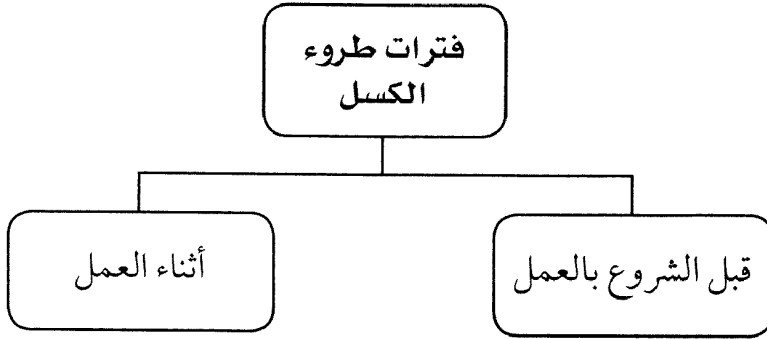 فترات طروء
الكسل
قبل الشروع بالعمل
أثناء العمل